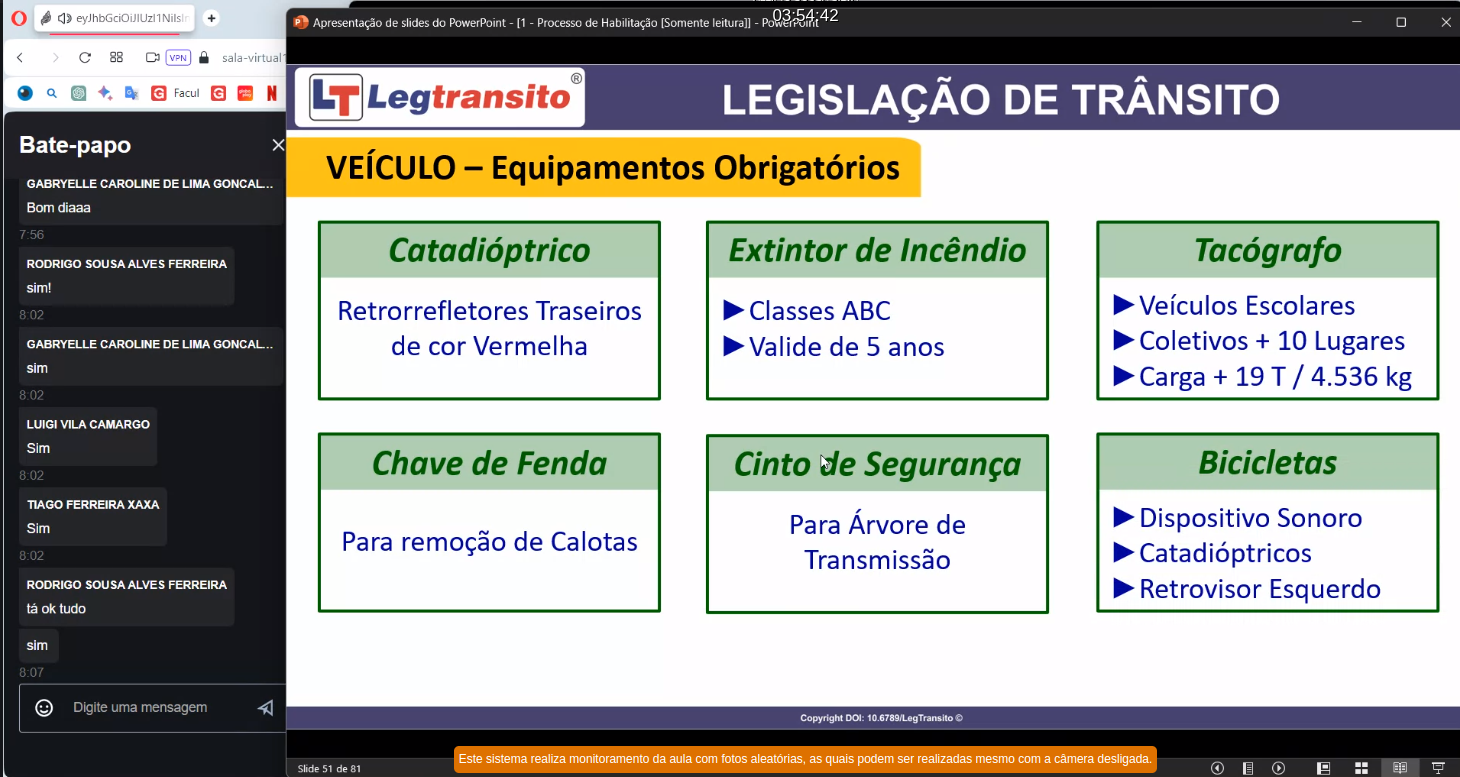 03:54:42
eyJhbGciOiJIUzI1NiIsIn
Apresentação de slides do PowerPoint - [1 - Processo de Habilitação [Somente leitura]] - PowerPoint
VPN
sala-virtual1
Facul
Bate-papo
GABRYELLE CAROLINE DE LIMA GONCAL...
Bom diaaa
7:56
RODRIGO SOUSA ALVES FERREIRA
sim!
8:02
GABRYELLE CAROLINE DE LIMA GONCAL...
sim
8:02
LUIGI VILA CAMARGO
Sim
8:02
TIAGO FERREIRA XAXA
Sim
8:02
RODRIGO SOUSA ALVES FERREIRA
tá ok tudo
sim
8:07
Digite uma mensagem
LT Legtransito ®
LEGISLAÇÃO DE TRÂNSITO
VEÍCULO – Equipamentos Obrigatórios
Catadióptrico
Retrorrefletores Traseiros
de cor Vermelha
Extintor de Incêndio
►Classes ABC
►Valide de 5 anos
Tacógrafo
►Veículos Escolares
►Coletivos + 10 Lugares
►Carga + 19 T / 4.536 kg
Chave de Fenda
Para remoção de Calotas
Cinto de Segurança
Para Árvore de
Transmissão
Bicicletas
►Dispositivo Sonoro
►Catadióptricos
►Retrovisor Esquerdo
Copyright DOI: 10.6789/LegTransito ©
Este sistema realiza monitoramento da aula com fotos aleatórias, as quais podem ser realizadas mesmo com a câmera desligada.
Slide 51 de 81